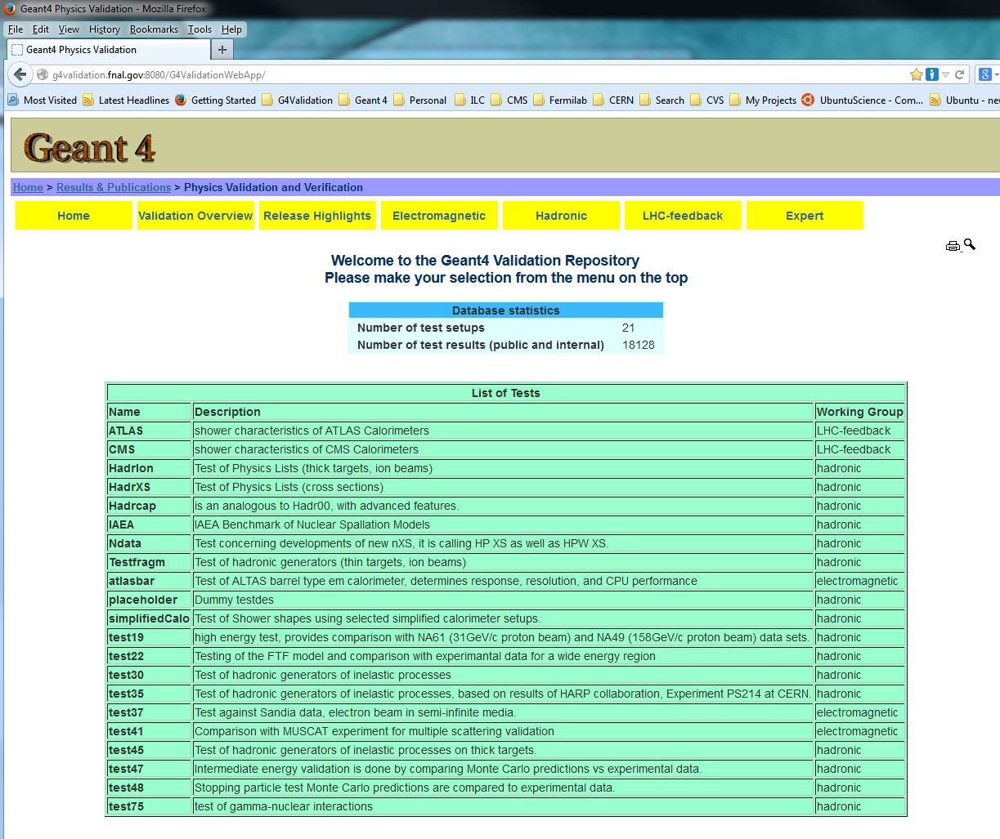 Geant4 Physics Validation - Mozilla Firefox
File Edit View History Bookmarks Tools Help
Geant4 Physics Validation
g4validation.fnal.gov:8080/G4ValidationWebApp/
Most Visited Latest Headlines Getting Started G4Validation Geant 4 Personal ILC CMS Fermilab CERN Search CVS My Projects UbuntuScience - Com... Ubuntu - ne
Geant 4
Home > Results & Publications > Physics Validation and Verification
Home Validation Overview Release Highlights Electromagnetic Hadronic LHC-feedback Expert
Welcome to the Geant4 Validation Repository
Please make your selection from the menu on the top
Database statistics
Number of test setups 21
Number of test results (public and internal) 18128
List of Tests
Name Description Working Group
ATLAS shower characteristics of ATLAS Calorimeters LHC-feedback
CMS shower characteristics of CMS Calorimeters LHC-feedback
HadrIon Test of Physics Lists (thick targets, ion beams) hadronic
HadrXS Test of Physics Lists (cross sections) hadronic
Hadrcap is an analogous to Hadr00, with advanced features. hadronic
IAEA IAEA Benchmark of Nuclear Spallation Models hadronic
Ndata Test concerning developments of new nXS, it is calling HP XS as well as HPW XS. hadronic
Testfragm Test of hadronic generators (thin targets, ion beams) hadronic
atlasbar Test of ALTAS barrel type em calorimeter, determines response, resolution, and CPU performance electromagnetic
placeholder Dummy testdes hadronic
simplifiedCalo Test of Shower shapes using selected simplified calorimeter setups. hadronic
test19 high energy test, provides comparison with NA61 (31GeV/c proton beam) and NA49 (158GeV/c proton beam) data sets. hadronic
test22 Testing of the FTF model and comparison with experimantal data for a wide energy region hadronic
test30 Test of hadronic generators of inelastic processes hadronic
test35 Test of hadronic generators of inelastic processes, based on results of HARP collaboration, Experiment PS214 at CERN. hadronic
test37 Test against Sandia data, electron beam in semi-infinite media. electromagnetic
test41 Comparison with MUSCAT experiment for multiple scattering validation electromagnetic
test45 Test of hadronic generators of inelastic processes on thick targets. hadronic
test47 Intermediate energy validation is done by comparing Monte Carlo predictions vs experimental data. hadronic
test48 Stopping particle test Monte Carlo predictions are compared to experimental data. hadronic
test75 test of gamma-nuclear interactions hadronic